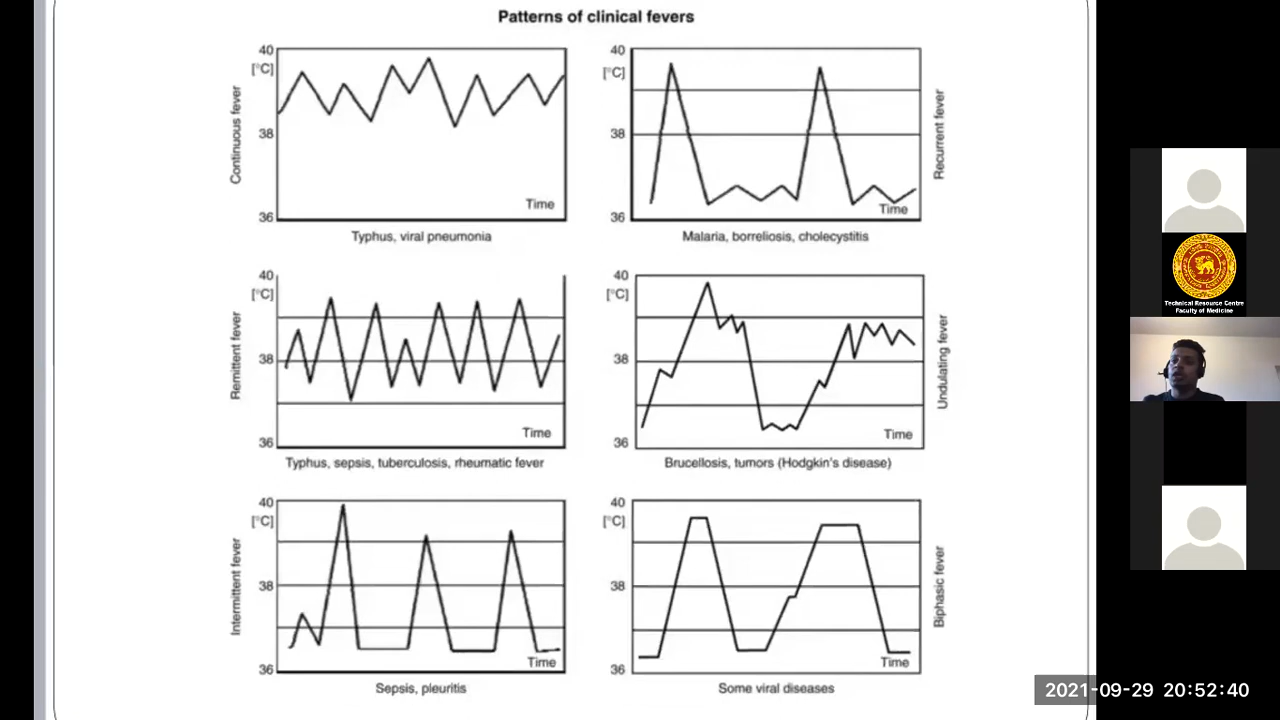 Patterns of clinical fevers
40
[°C]
38
36
Continuous fever
Time
Typhus, viral pneumonia
40
[°C]
38
36
Recurrent fever
Time
Malaria, borreliosis, cholecystitis
40
[°C]
38
36
Remittent fever
Time
Typhus, sepsis, tuberculosis, rheumatic fever
40
[°C]
38
36
Undulating fever
Time
Brucellosis, tumors (Hodgkin's disease)
40
[°C]
38
36
Intermittent fever
Time
Sepsis, pleuritis
40
[°C]
38
36
Biphasic fever
Time
Some viral diseases
Technical Resource Centre
Faculty of Medicine
2021-09-29 20:52:40